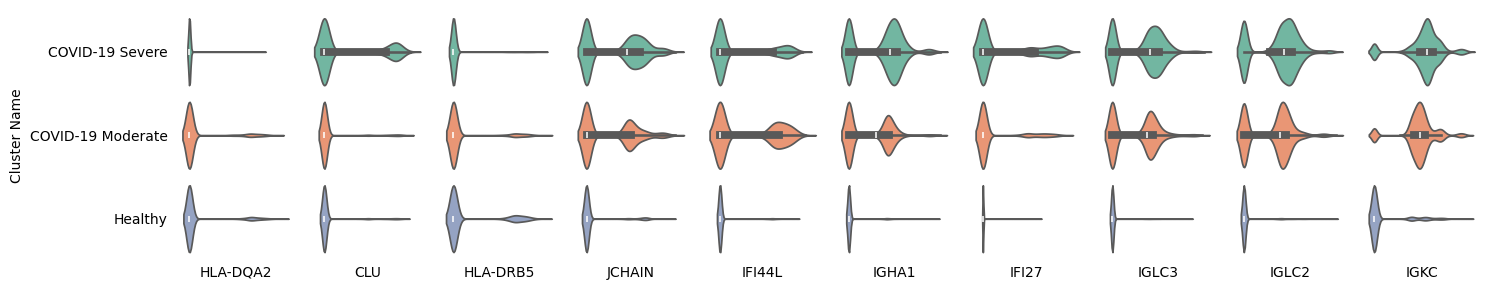 Cluster Name
COVID-19 Severe
COVID-19 Moderate
Healthy
HLA-DQA2
CLU
HLA-DRB5
JCHAIN
IFI44L
IGHA1
IFI27
IGLC3
IGLC2
IGKC